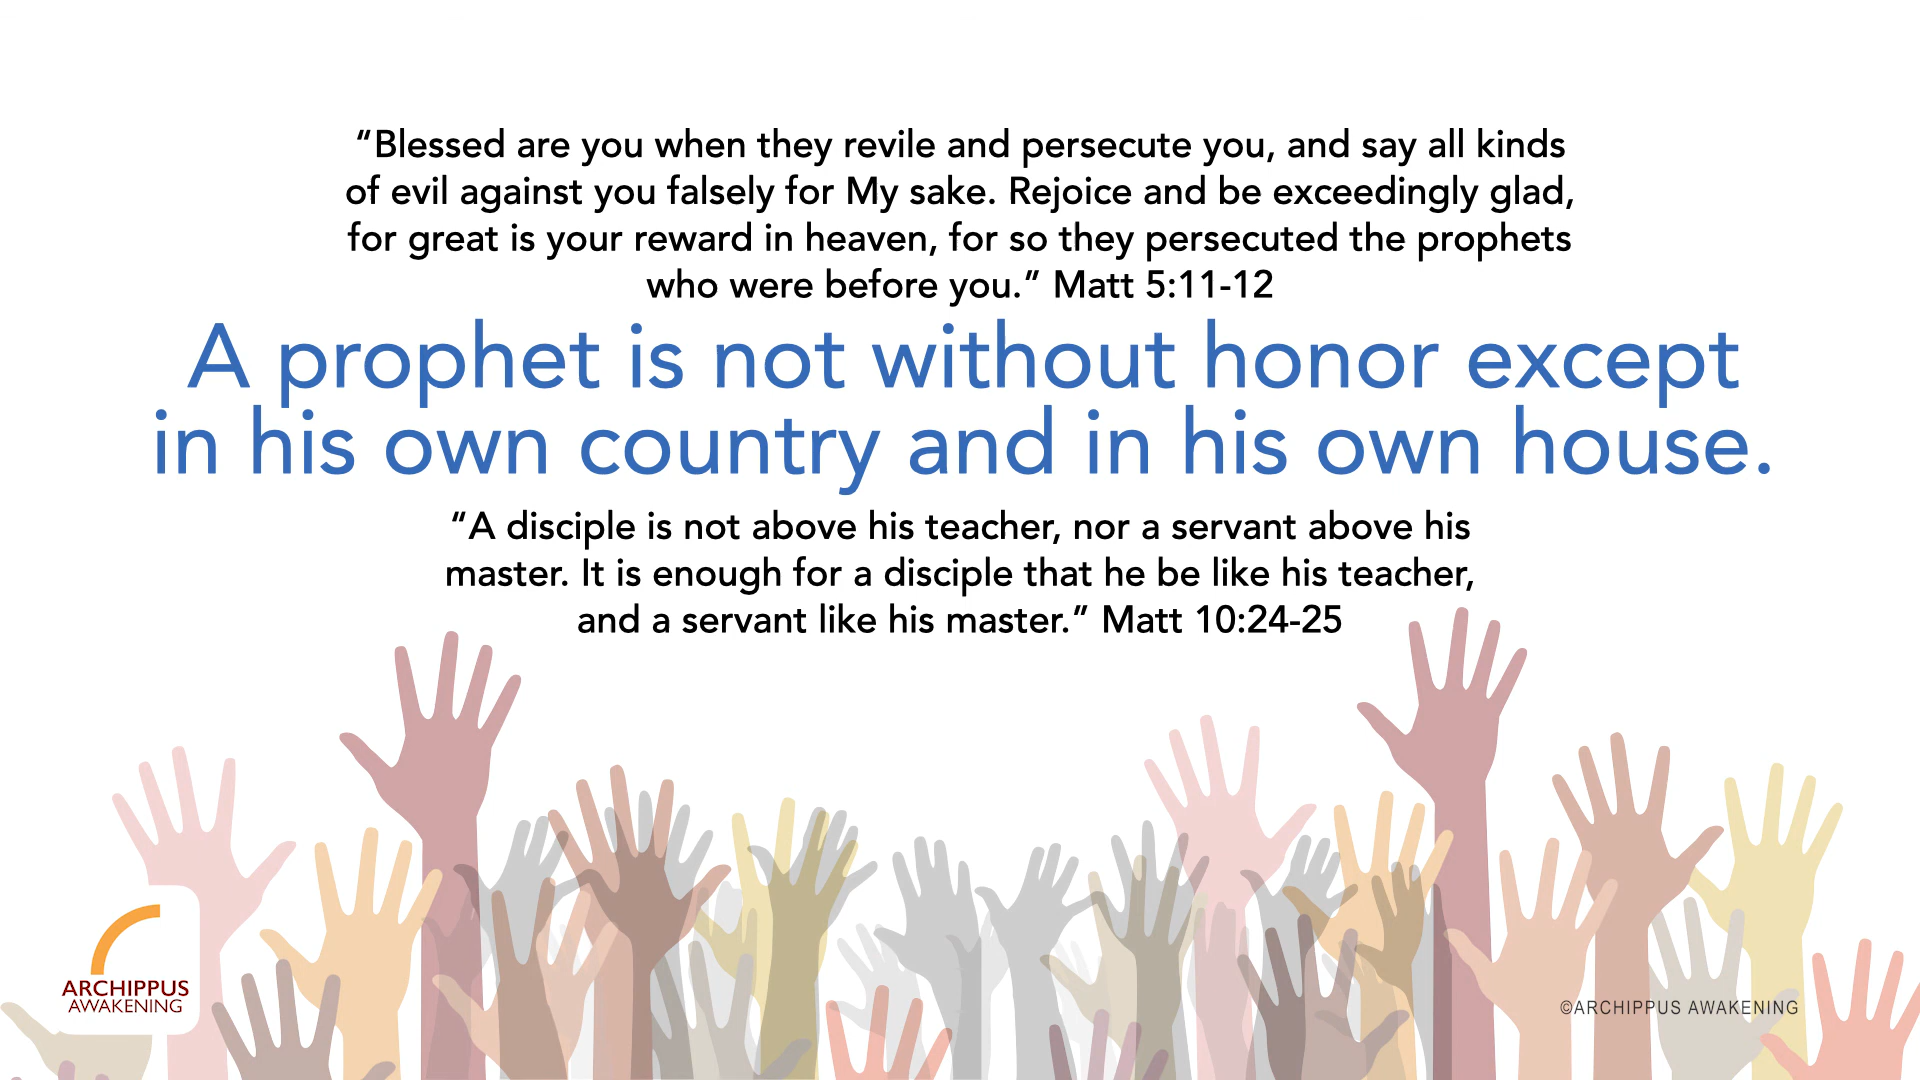 “Blessed are you when they revile and persecute you, and say all kinds
of evil against you falsely for My sake. Rejoice and be exceedingly glad,
for great is your reward in heaven, for so they persecuted the prophets
who were before you.” Matt 5:11-12
A prophet is not without honor except
in his own country and in his own house.
“A disciple is not above his teacher, nor a servant above his
master. It is enough for a disciple that he be like his teacher,
and a servant like his master.” Matt 10:24-25
ARCHIPPUS
AWAKENING
©ARCHIPPUS AWAKENING